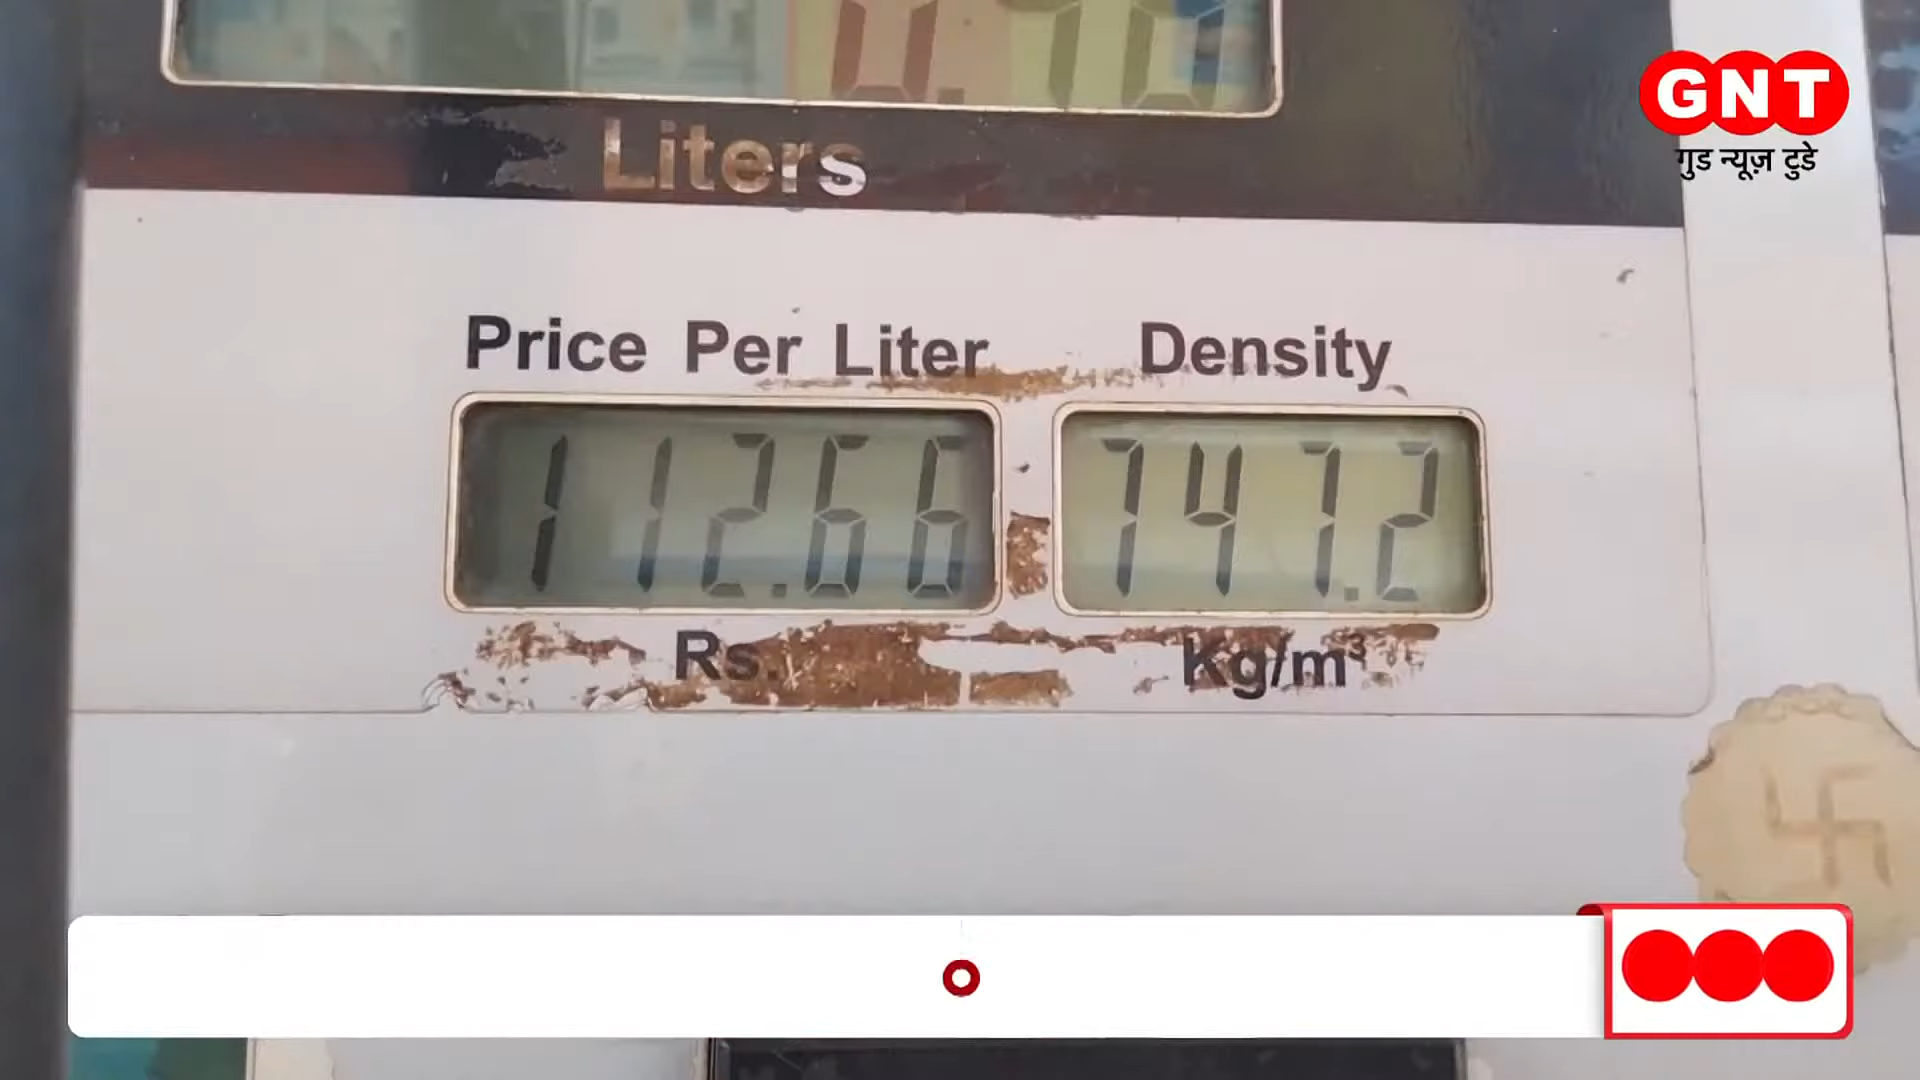 GNT
गुड न्यूज़ टुडे
Liters
Price Per Liter
Density
112.66
747.2
Rs.
Kg/m³